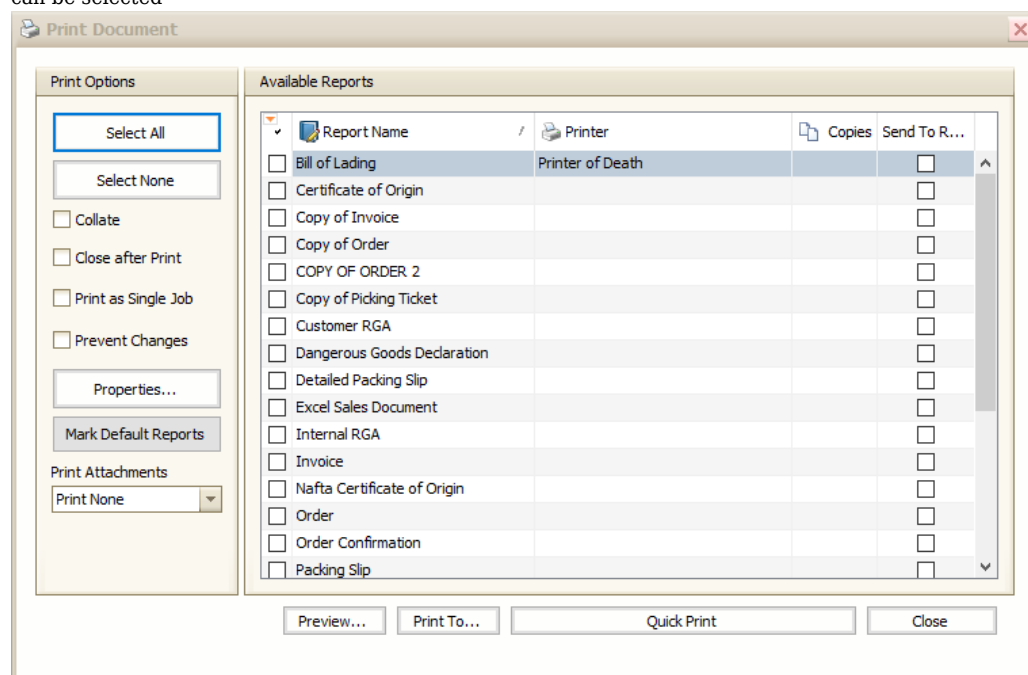 can be selected
Print Document
Print Options
Available Reports
Select All
Select None
Collate
Close after Print
Print as Single Job
Prevent Changes
Properties...
Mark Default Reports
Print Attachments
Print None
Report Name / Printer Copies Send To R...
Bill of Lading Printer of Death
Certificate of Origin
Copy of Invoice
Copy of Order
COPY OF ORDER 2
Copy of Picking Ticket
Customer RGA
Dangerous Goods Declaration
Detailed Packing Slip
Excel Sales Document
Internal RGA
Invoice
Nafta Certificate of Origin
Order
Order Confirmation
Packing Slip
Preview... Print To... Quick Print Close